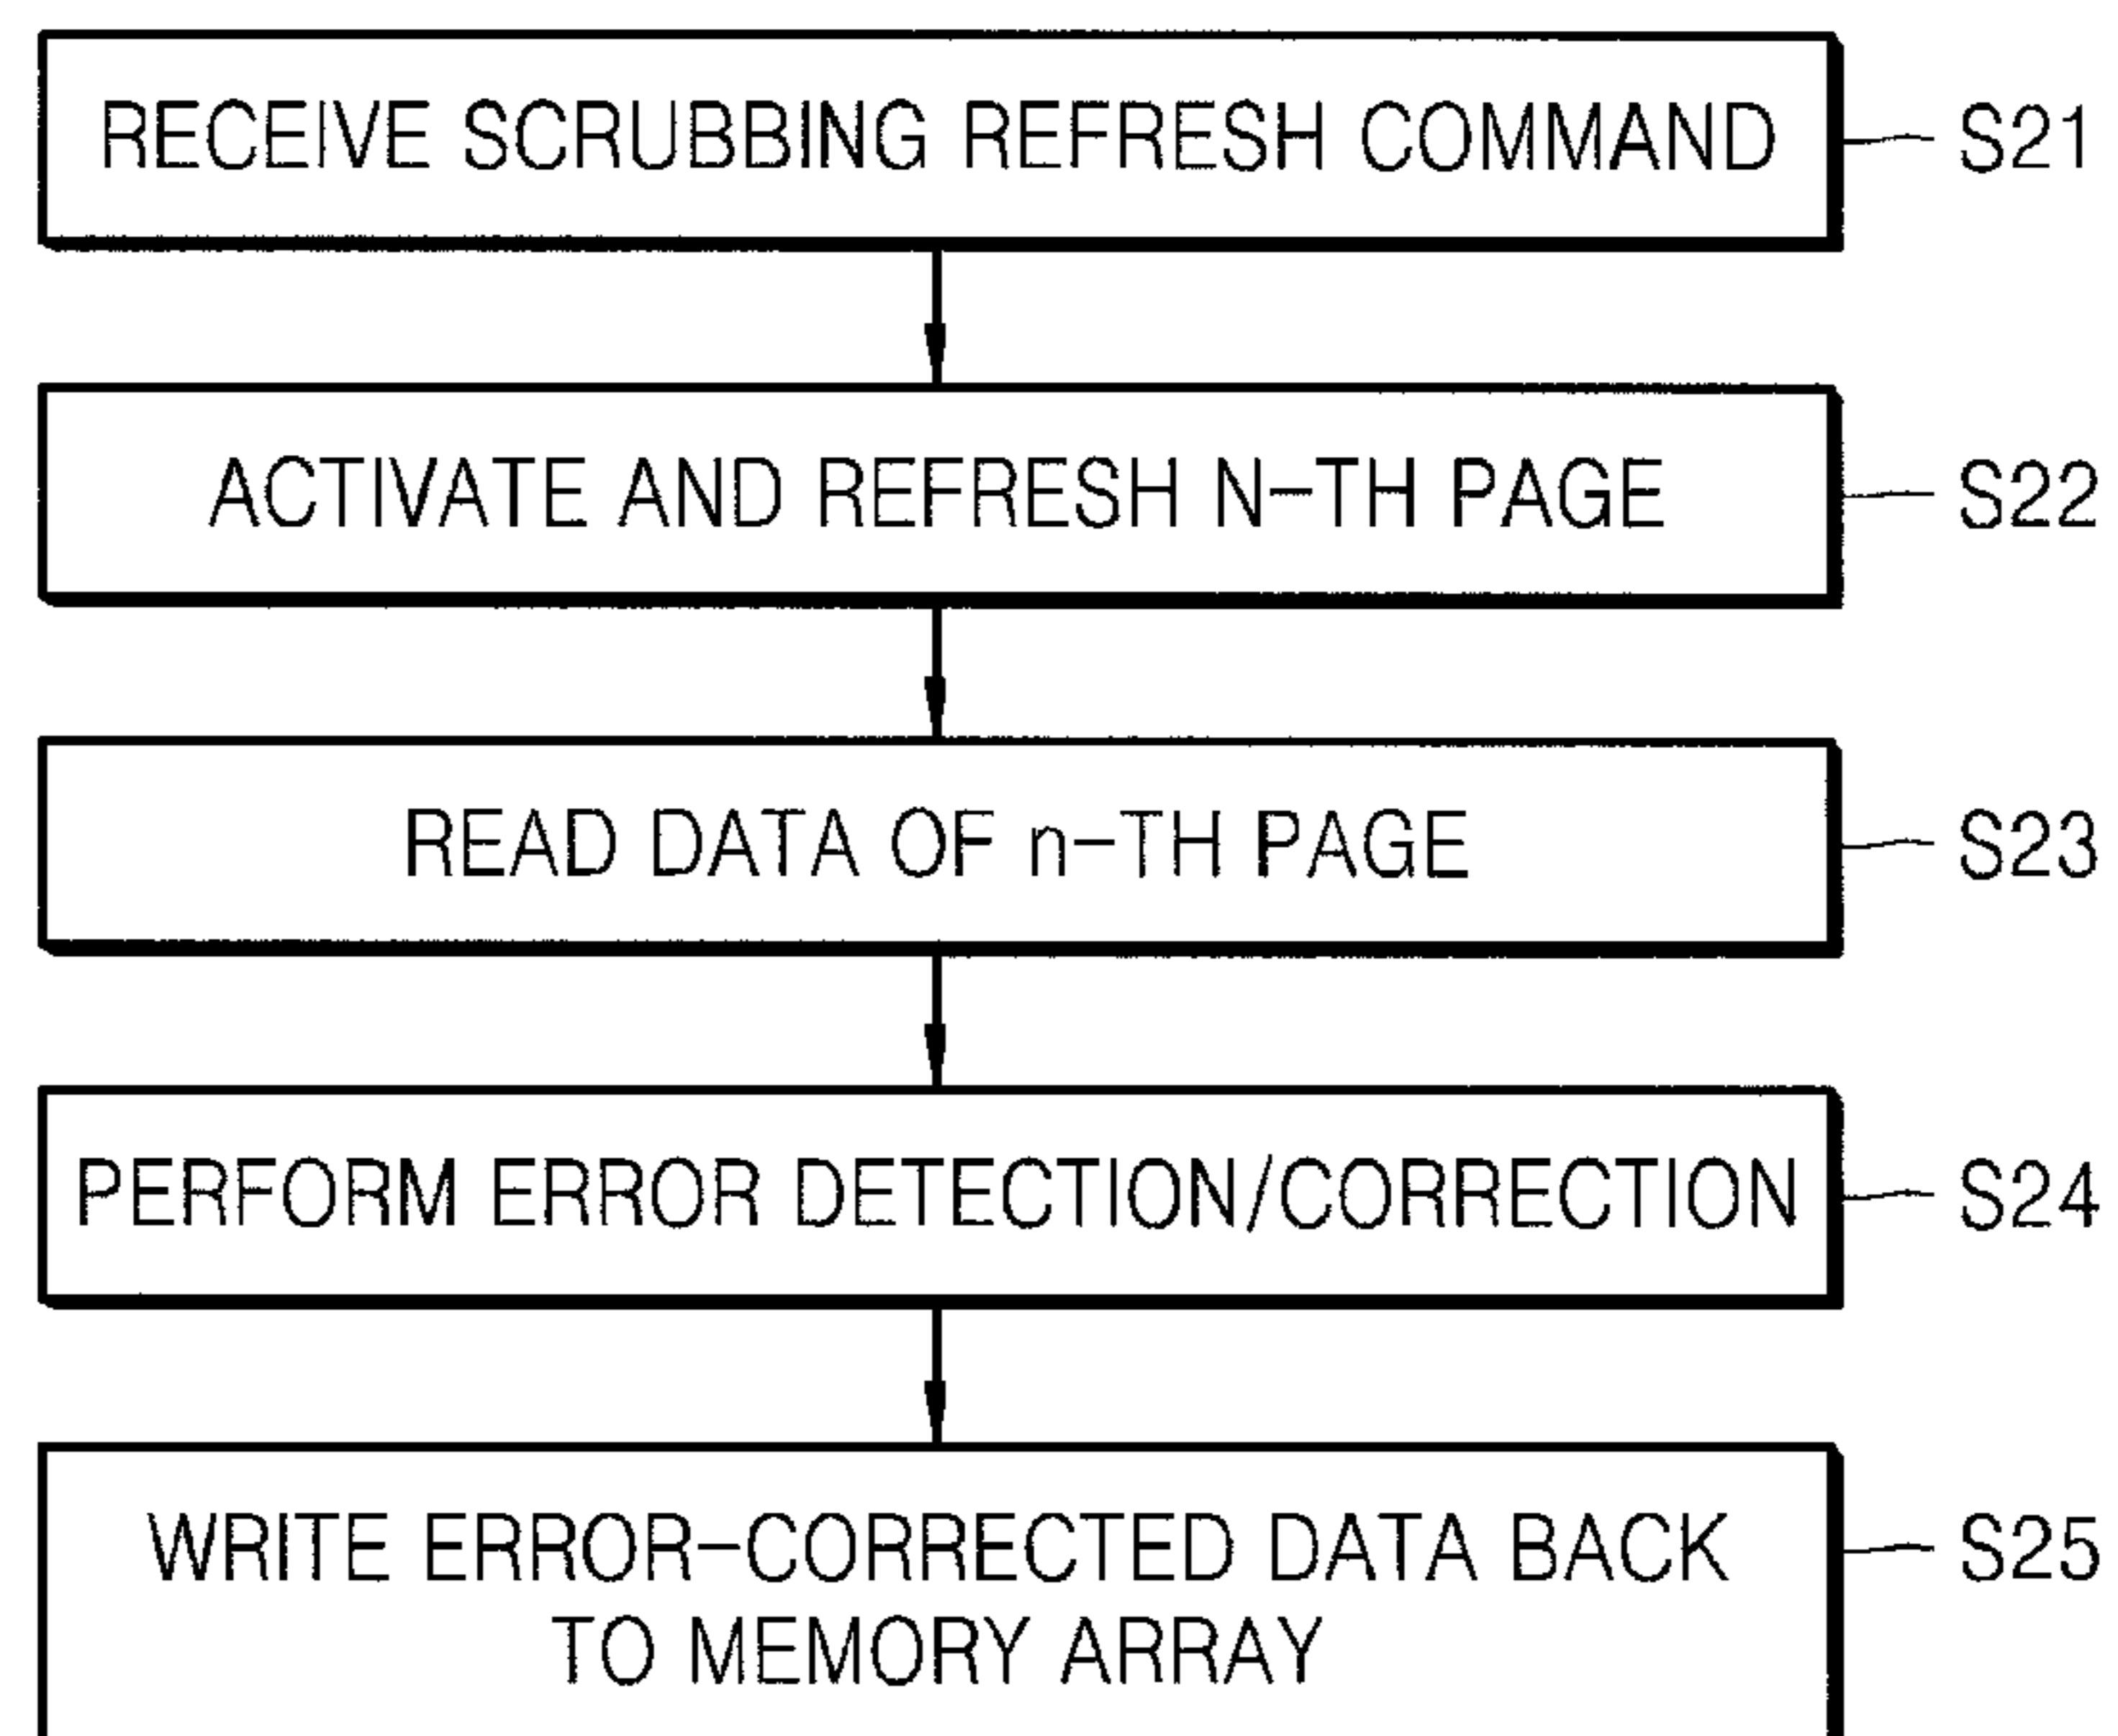 RECEIVE SCRUBBING REFRESH COMMAND S21
ACTIVATE AND REFRESH N-TH PAGE S22
READ DATA OF n-TH PAGE S23
PERFORM ERROR DETECTION/CORRECTION S24
WRITE ERROR-CORRECTED DATA BACK S25
TO MEMORY ARRAY